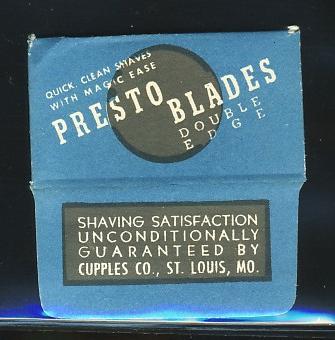 QUICK, CLEAN SHAVES
WITH MAGIC EASE
PRESTO BLADES
DOUBLE
EDGE
SHAVING SATISFACTION
UNCONDITIONALLY
GUARANTEED BY
CUPPLES CO., ST. LOUIS, MO.